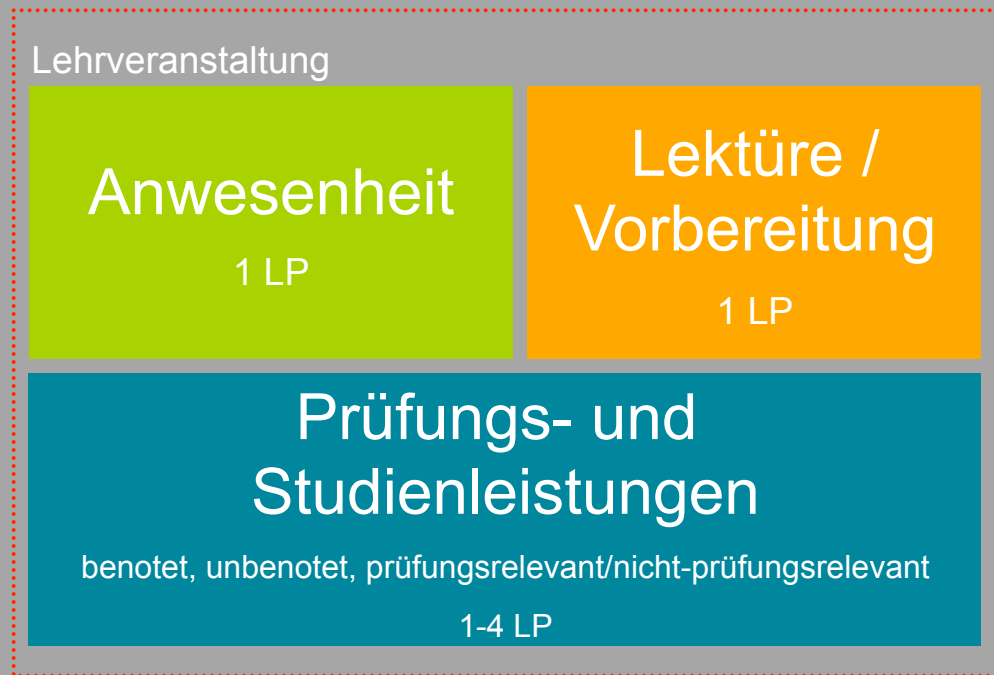 Lehrveranstaltung
Anwesenheit
1 LP
Lektüre /
Vorbereitung
1 LP
Prüfungs- und
Studienleistungen
benotet, unbenotet, prüfungsrelevant/nicht-prüfungsrelevant
1-4 LP